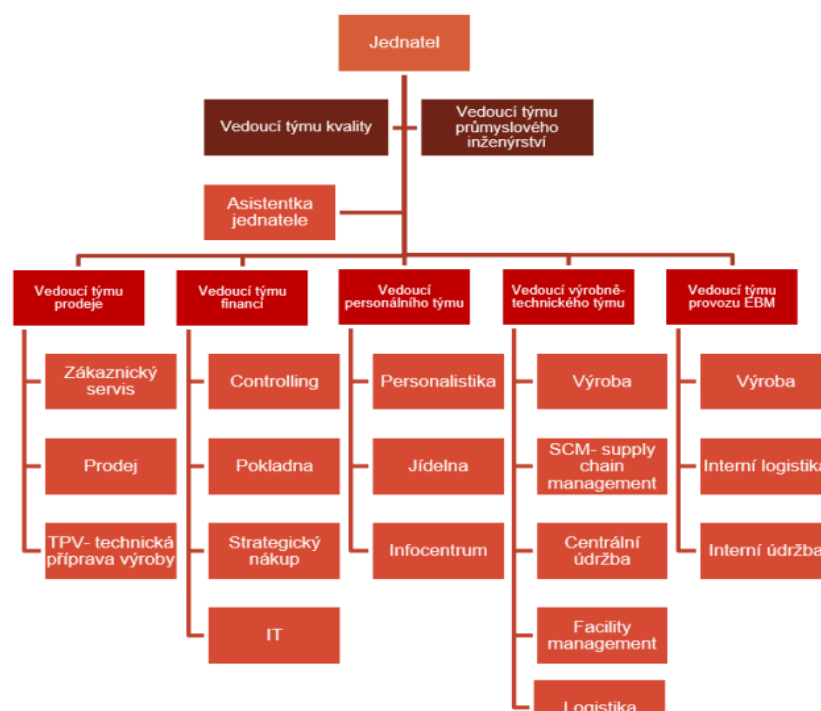 Jednatel
Vedoucí týmu kvality
Vedoucí týmu
průmyslového
inženýrství
Asistentka
jednatele
Vedoucí týmu
prodeje
Vedoucí týmu
financí
Vedoucí
personálního týmu
Vedoucí výrobně-
technického týmu
Vedoucí týmu
provozu EBM
Zákaznický
servis
Controlling
Personalistika
Výroba
Výroba
Prodej
Pokladna
Jídelna
SCM- supply
chain
management
Interní logistika
TPV- technická
příprava výroby
Strategický
nákup
Infocentrum
Centrální
údržba
Interní údržba
IT
Facility
management
Logistika